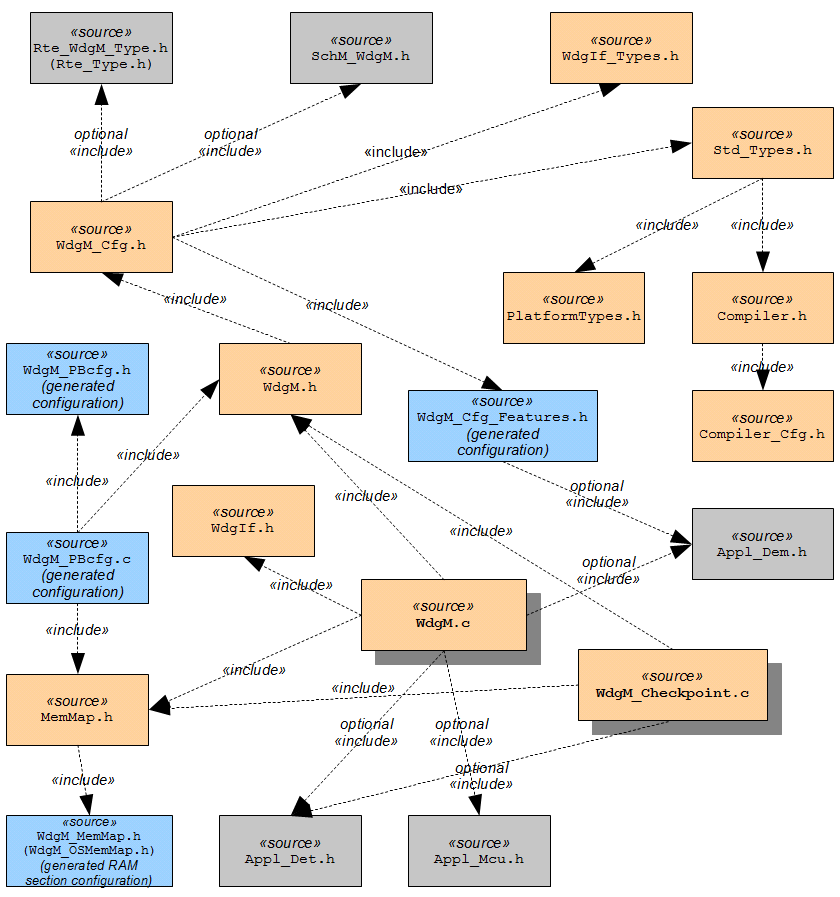 «source»
Rte_WdgM_Type.h
(Rte_Type.h)
«source»
SchM_WdgM.h
«source»
WdgIf_Types.h
«source»
Std_Types.h
optional
«include»
optional
«include»
«include»
«include»
«source»
WdgM_Cfg.h
«include»
«include»
«source»
PlatformTypes.h
«source»
Compiler.h
«include»
«include»
«include»
«source»
WdgM_PBcfg.h
(generated
configuration)
«source»
WdgM.h
«source»
WdgM_Cfg_Features.h
(generated
configuration)
«source»
Compiler_Cfg.h
«include»
«include»
«include»
optional
«include»
«source»
WdgIf.h
«include»
«source»
Appl_Dem.h
«source»
WdgM_PBcfg.c
(generated
configuration)
«include»
optional
«include»
«source»
WdgM.c
«include»
«include»
«include»
«source»
WdgM_Checkpoint.c
«source»
MemMap.h
optional
«include»
optional
«include»
optional
«include»
«include»
«source»
WdgM_MemMap.h
(WdgM_OSMemMap.h)
(generated RAM
section configuration)
«source»
Appl_Det.h
«source»
Appl_Mcu.h